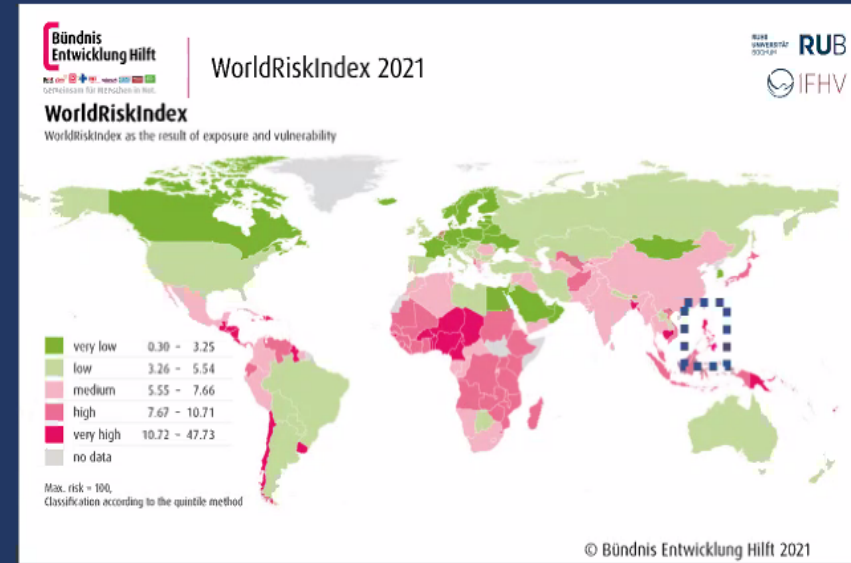 Bündnis
Entwicklung Hilft
Gemeinsam für Menschen in Not.
WorldRiskIndex 2021
RUHR
UNIVERSITÄT
BOCHUM
RUB
IFHV
WorldRiskIndex
WorldRiskIndex as the result of exposure and vulnerability
very low 0.30 - 3.25
low 3.26 - 5.54
medium 5.55 - 7.66
high 7.67 - 10.71
very high 10.72 - 47.73
no data
Max. risk = 100,
Classification according to the quintile method
© Bündnis Entwicklung Hilft 2021